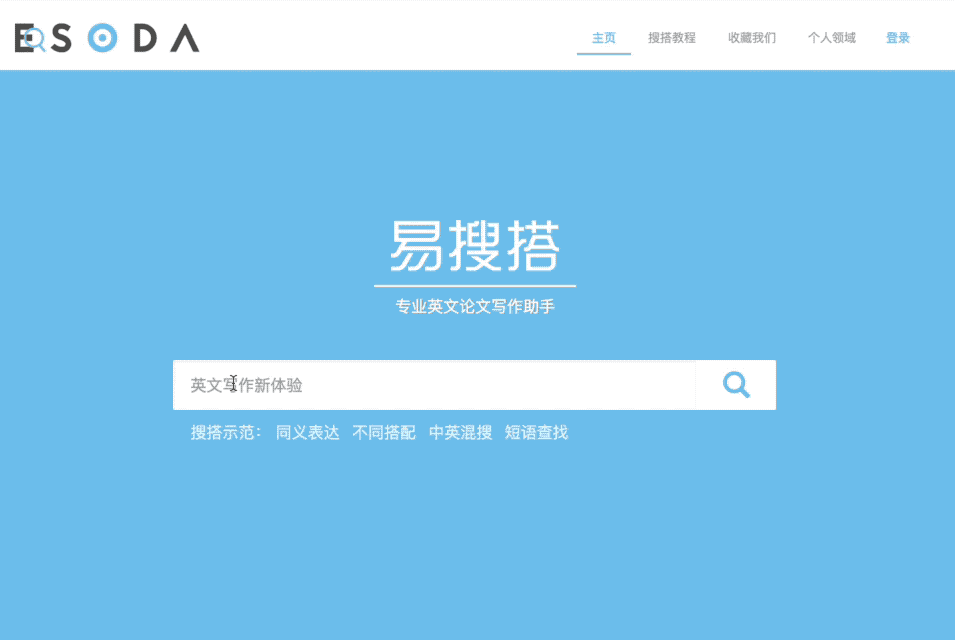 ESODA
主页 搜搭教程 收藏我们 个人领域 登录
易搜搭
专业英文论文写作助手
英文写作新体验
搜搭示范： 同义表达 不同搭配 中英混搜 短语查找